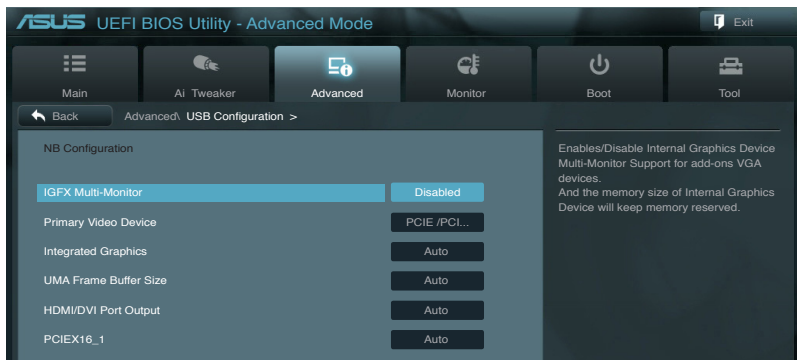 ASUS UEFI BIOS Utility - Advanced Mode
Exit
Main
Ai Tweaker
Advanced
Monitor
Boot
Tool
Back
Advanced\ USB Configuration >
NB Configuration
IGFX Multi-Monitor Disabled
Primary Video Device PCIE /PCI...
Integrated Graphics Auto
UMA Frame Buffer Size Auto
HDMI/DVI Port Output Auto
PCIEX16_1 Auto
Enables/Disable Internal Graphics Device
Multi-Monitor Support for add-ons VGA
devices.
And the memory size of Internal Graphics
Device will keep memory reserved.